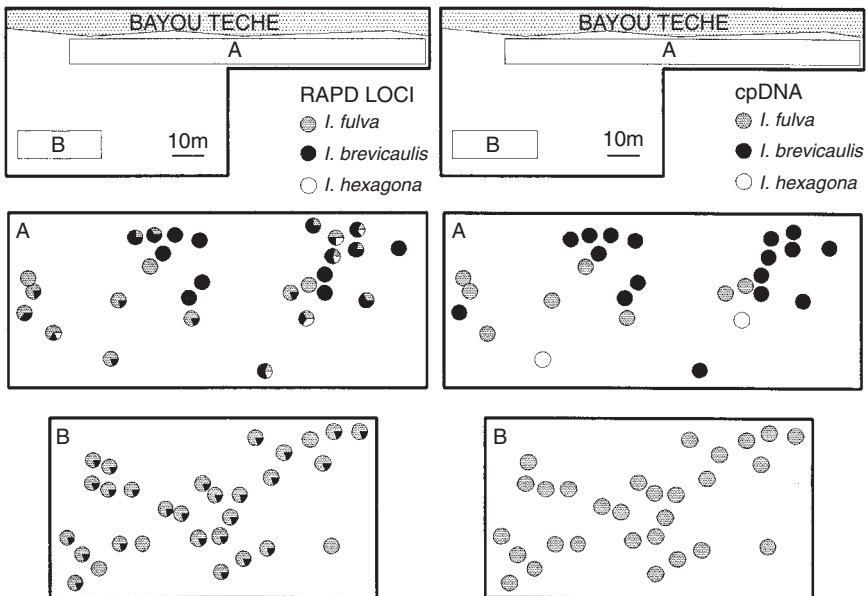 BAYOU TECHE
A
RAPD LOCI
I. fulva
I. brevicaulis
I. hexagona
B
10m
BAYOU TECHE
A
cpDNA
I. fulva
I. brevicaulis
I. hexagona
B
10m
A
A
B
B